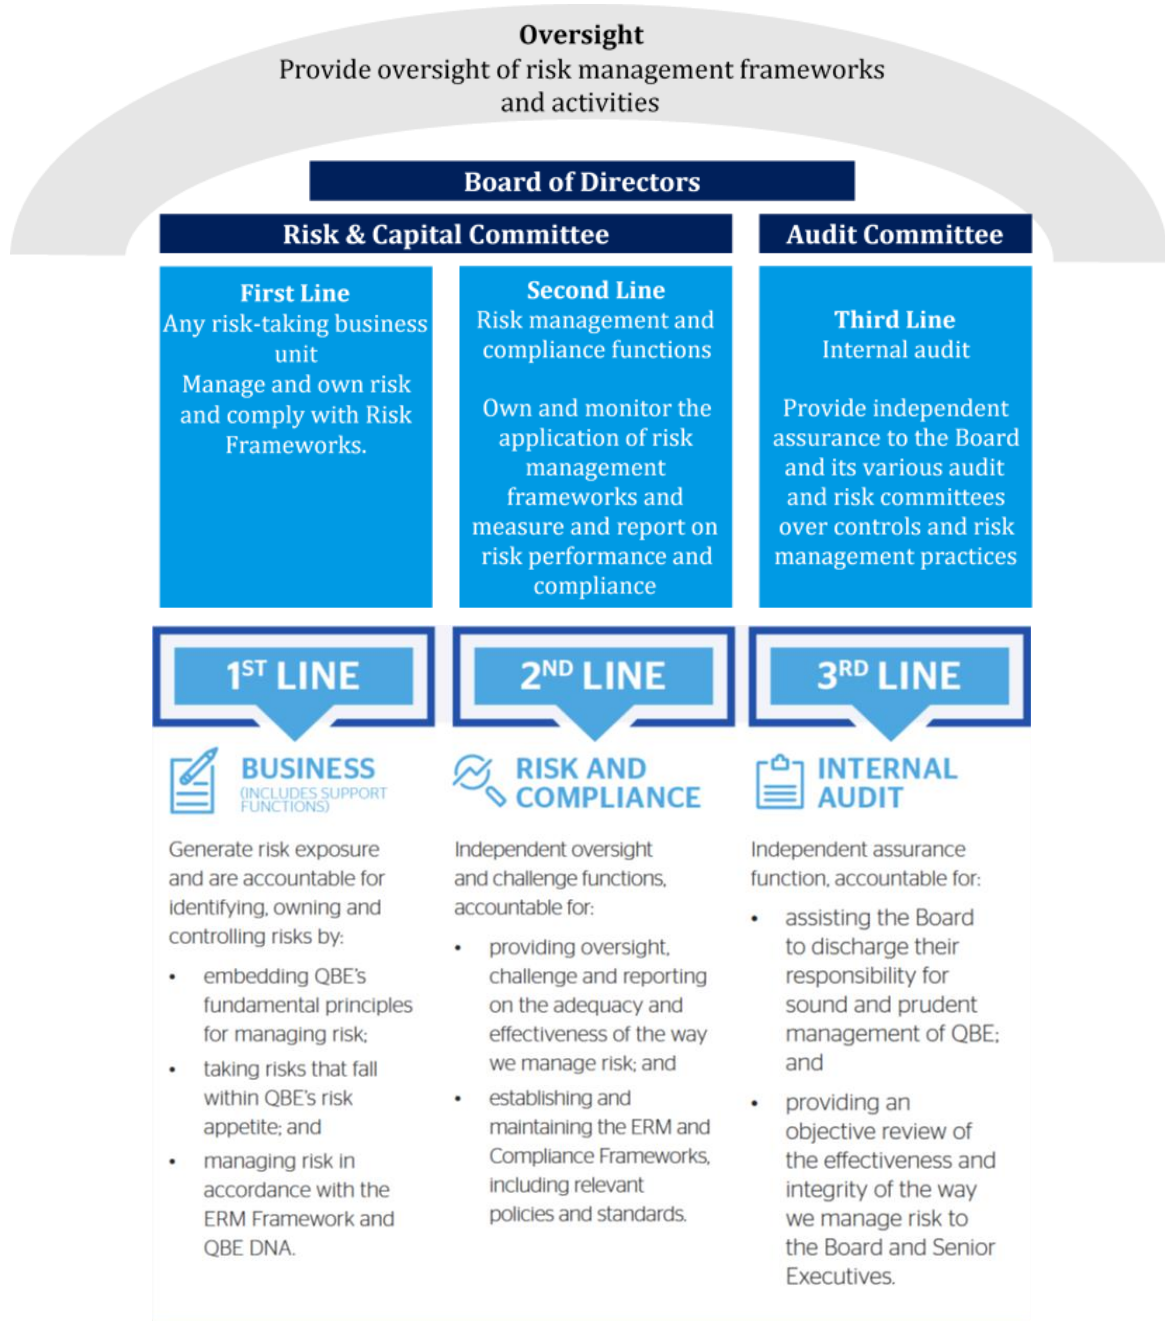 Oversight
Provide oversight of risk management frameworks
and activities
Board of Directors
Risk & Capital Committee
Audit Committee
First Line
Any risk-taking business
unit
Manage and own risk
and comply with Risk
Frameworks.
Second Line
Risk management and
compliance functions
Own and monitor the
application of risk
management
frameworks and
measure and report on
risk performance and
compliance
Third Line
Internal audit
Provide independent
assurance to the Board
and its various audit
and risk committees
over controls and risk
management practices
1ST LINE
BUSINESS
(INCLUDES SUPPORT
FUNCTIONS)
Generate risk exposure
and are accountable for
identifying, owning and
controlling risks by:
• embedding QBE's
fundamental principles
for managing risk;
• taking risks that fall
within QBE's risk
appetite; and
• managing risk in
accordance with the
ERM Framework and
QBE DNA.
2ND LINE
RISK AND
COMPLIANCE
Independent oversight
and challenge functions,
accountable for:
• providing oversight,
challenge and reporting
on the adequacy and
effectiveness of the way
we manage risk; and
• establishing and
maintaining the ERM and
Compliance Frameworks,
including relevant
policies and standards.
3RD LINE
INTERNAL
AUDIT
Independent assurance
function, accountable for:
• assisting the Board
to discharge their
responsibility for
sound and prudent
management of QBE;
and
• providing an
objective review of
the effectiveness and
integrity of the way
we manage risk to
the Board and Senior
Executives.